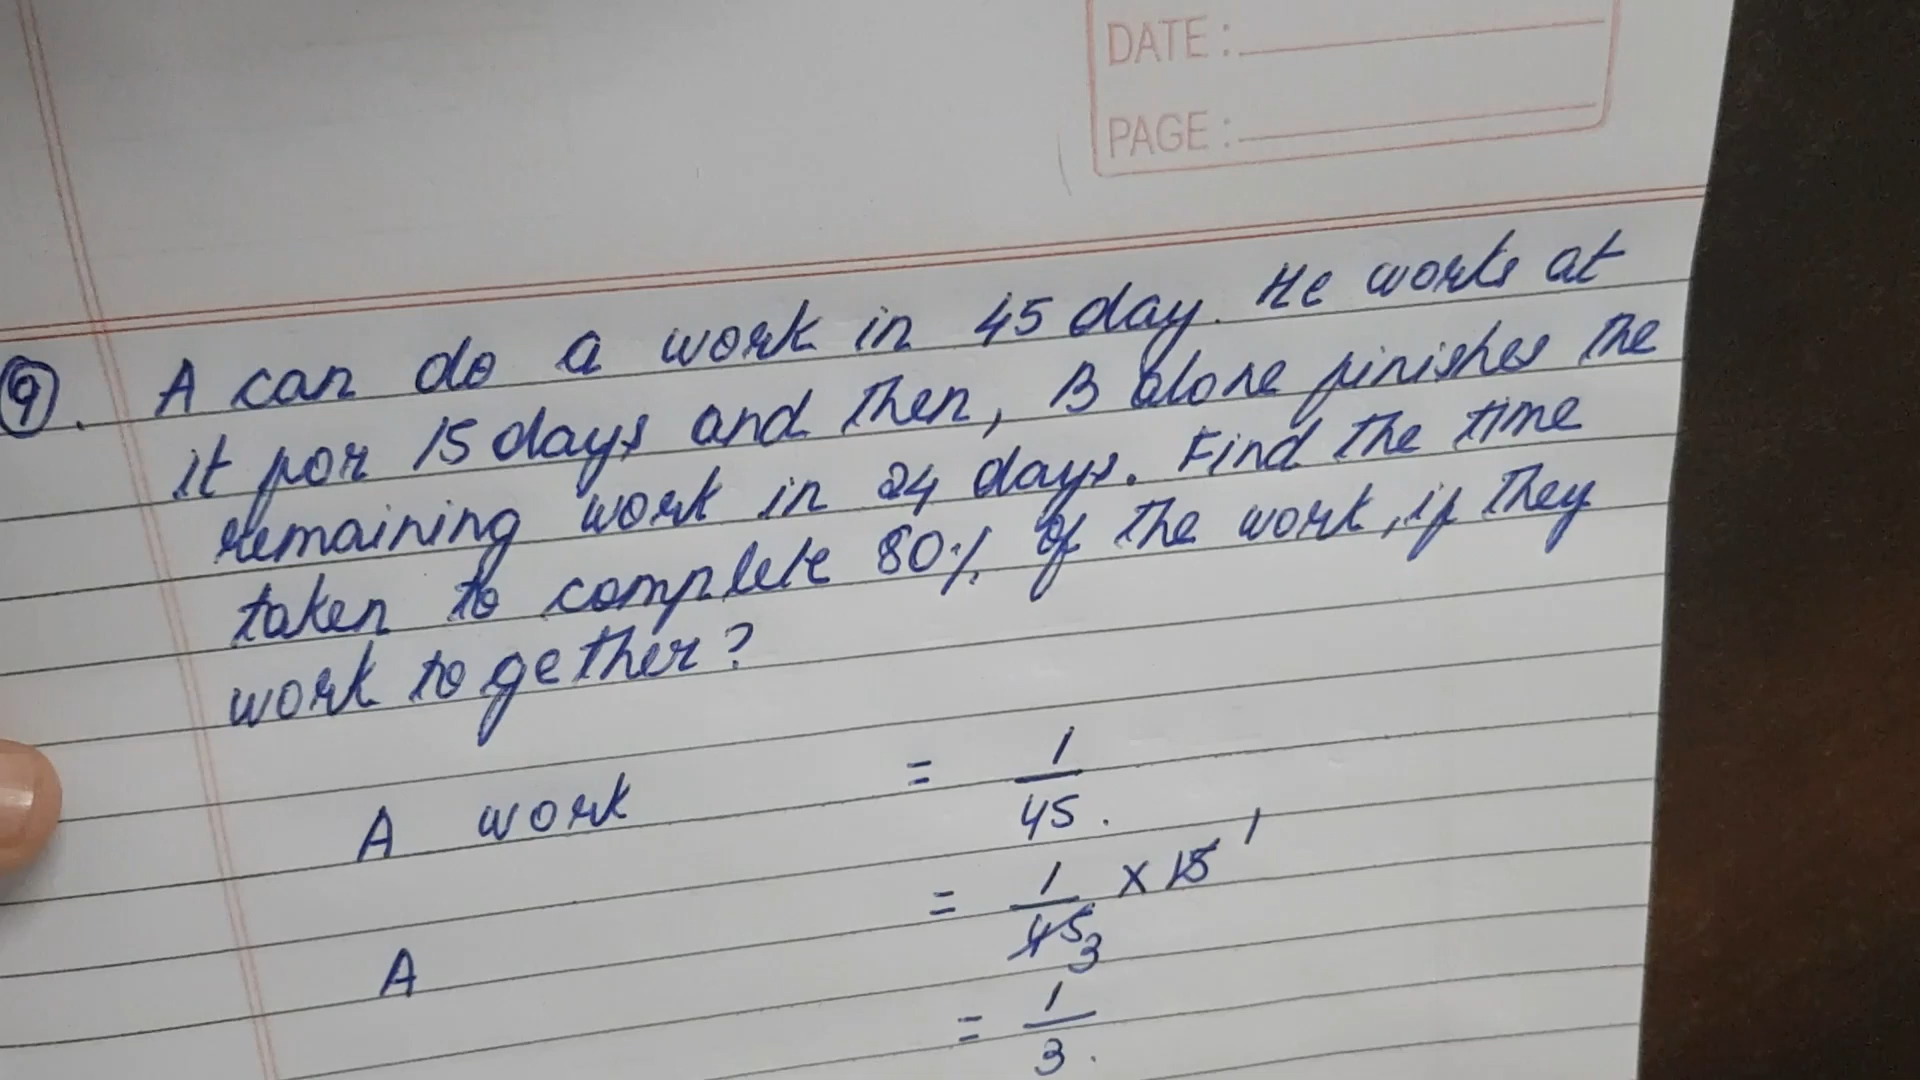 DATE :
PAGE :
9. A can do a work in 45 day. He works at
it for 15 days and then, B alone finishes the
remaining work in 24 days. Find the time
taken to complete 80% of the work, if they
work together?
A work = 1/45.
A = 1/45 3 × 15 1
= 1/3.